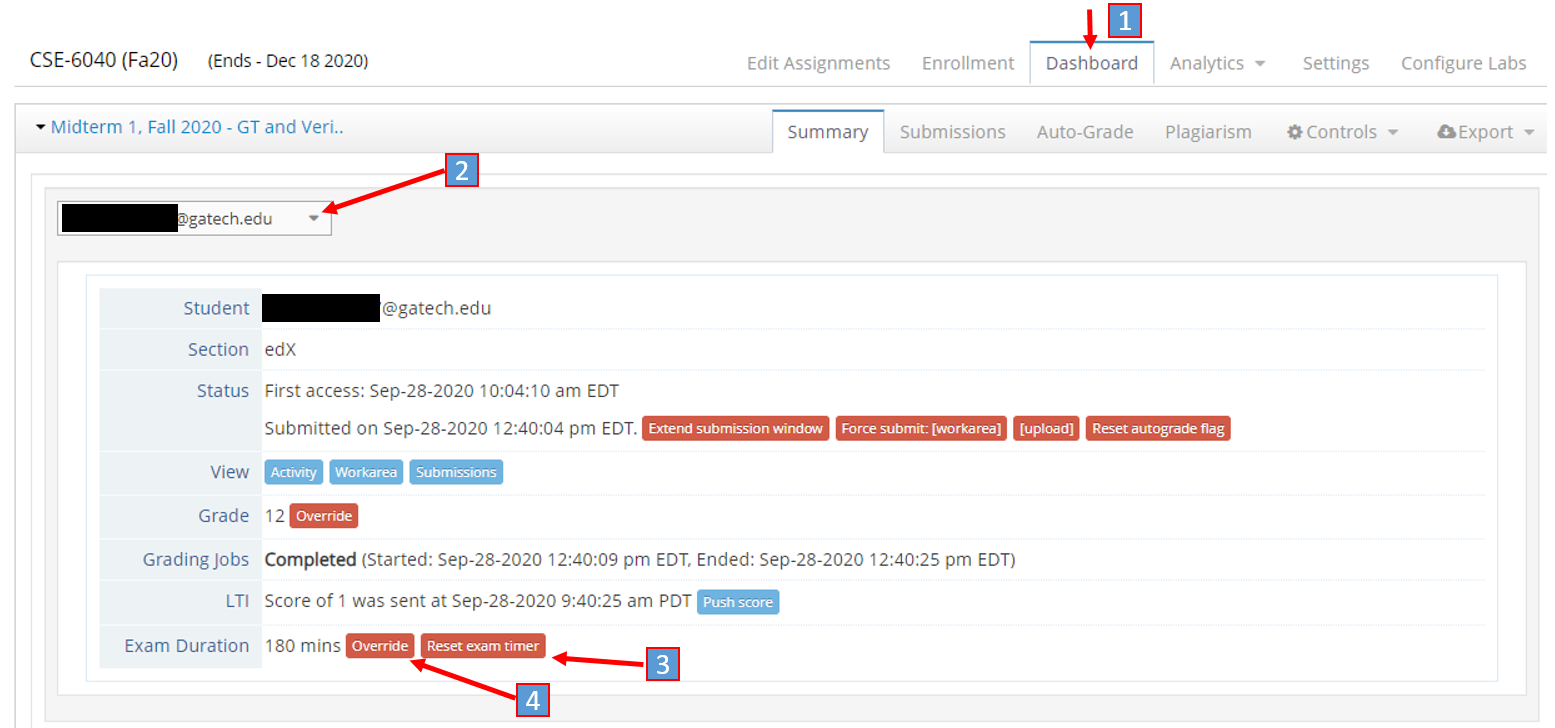 1
CSE-6040 (Fa20) (Ends - Dec 18 2020) Edit Assignments Enrollment Dashboard Analytics Settings Configure Labs
Midterm 1, Fall 2020 - GT and Veri.. Summary Submissions Auto-Grade Plagiarism Controls Export
2
@gatech.edu
Student @gatech.edu
Section edX
Status First access: Sep-28-2020 10:04:10 am EDT
Submitted on Sep-28-2020 12:40:04 pm EDT. Extend submission window Force submit: [workarea] [upload] Reset autograde flag
View Activity Workarea Submissions
Grade 12 Override
Grading Jobs Completed (Started: Sep-28-2020 12:40:09 pm EDT, Ended: Sep-28-2020 12:40:25 pm EDT)
LTI Score of 1 was sent at Sep-28-2020 9:40:25 am PDT Push score
Exam Duration 180 mins Override Reset exam timer
3
4